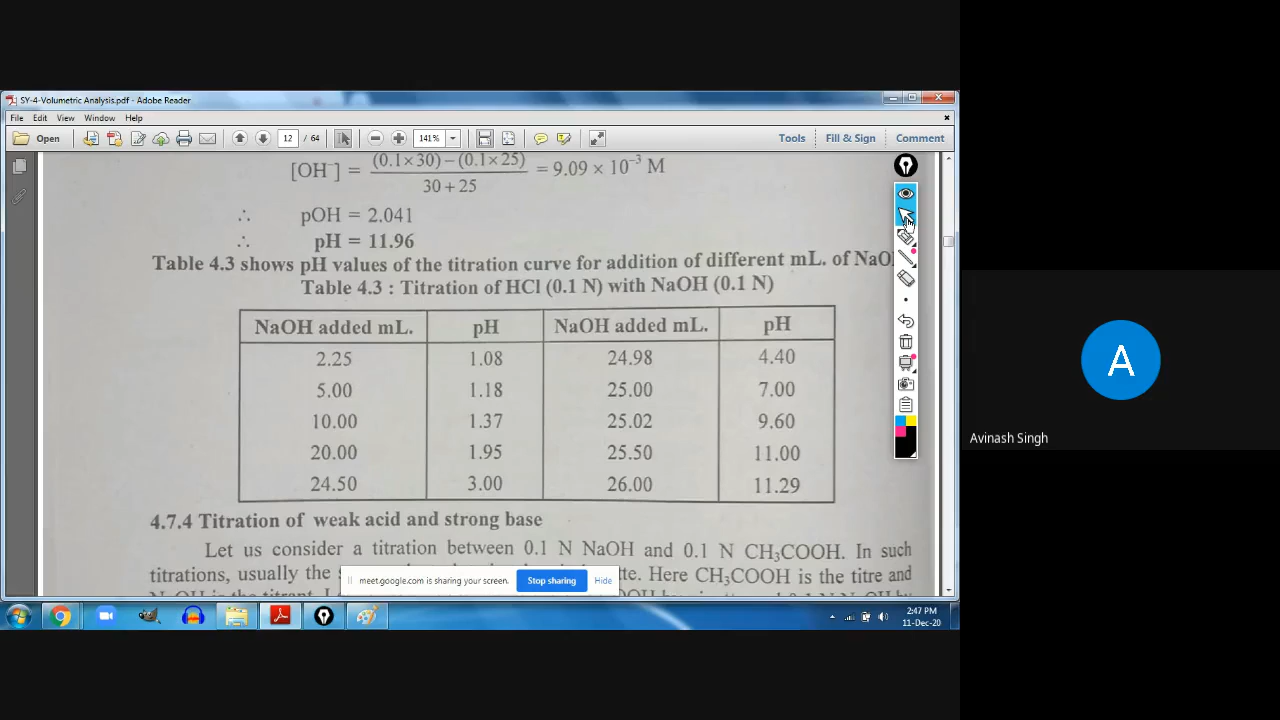 SY-4-Volumetric Analysis.pdf - Adobe Reader
File Edit View Window Help
Open 12 / 64 141% Tools Fill & Sign Comment
[OH⁻] = (0.1 × 30) – (0.1 × 25) / 30 + 25 = 9.09 × 10⁻³ M
∴ pOH = 2.041
∴ pH = 11.96
Table 4.3 shows pH values of the titration curve for addition of different mL. of NaO
Table 4.3 : Titration of HCl (0.1 N) with NaOH (0.1 N)
NaOH added mL. pH NaOH added mL. pH
2.25 1.08 24.98 4.40
5.00 1.18 25.00 7.00
10.00 1.37 25.02 9.60
20.00 1.95 25.50 11.00
24.50 3.00 26.00 11.29
4.7.4 Titration of weak acid and strong base
Let us consider a titration between 0.1 N NaOH and 0.1 N CH₃COOH. In such
titrations, usually the Here CH₃COOH is the titre and
meet.google.com is sharing your screen. Stop sharing Hide
A
Avinash Singh
2:47 PM
11-Dec-20